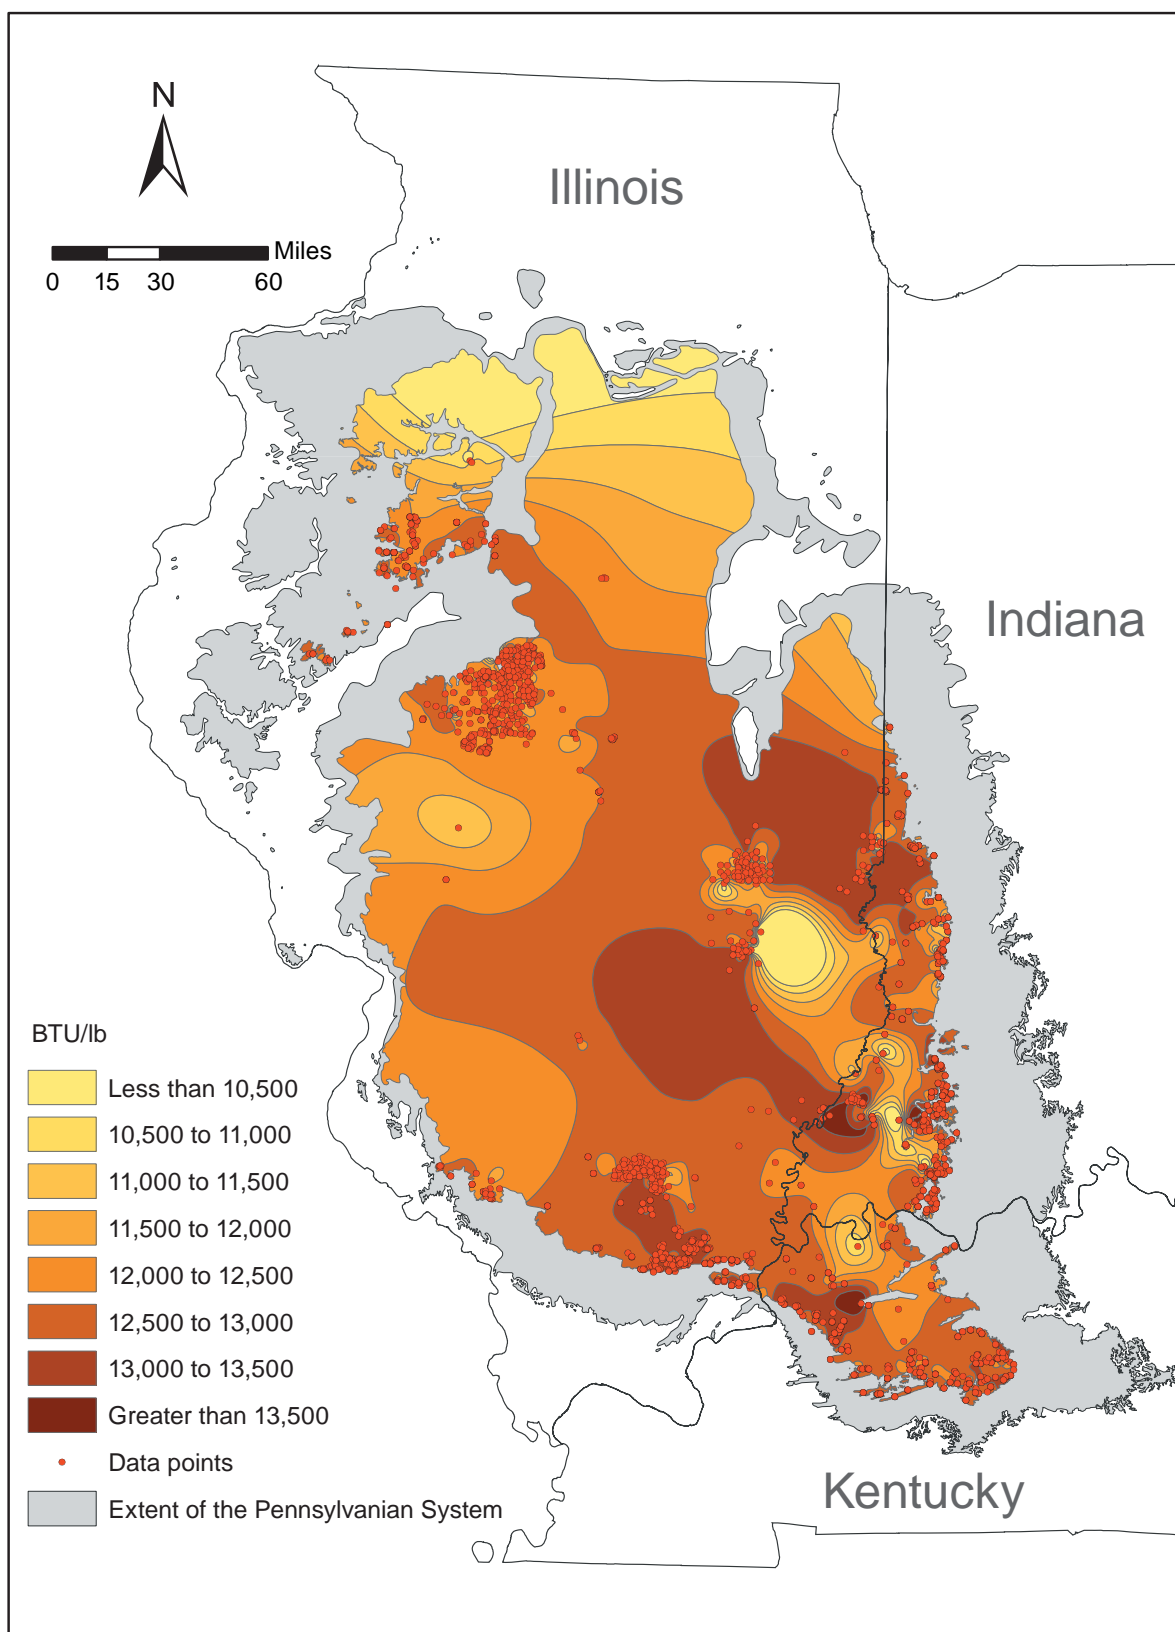 N
Illinois
Miles
0 15 30 60
Indiana
BTU/lb
Less than 10,500
10,500 to 11,000
11,000 to 11,500
11,500 to 12,000
12,000 to 12,500
12,500 to 13,000
13,000 to 13,500
Greater than 13,500
Data points
Extent of the Pennsylvanian System
Kentucky